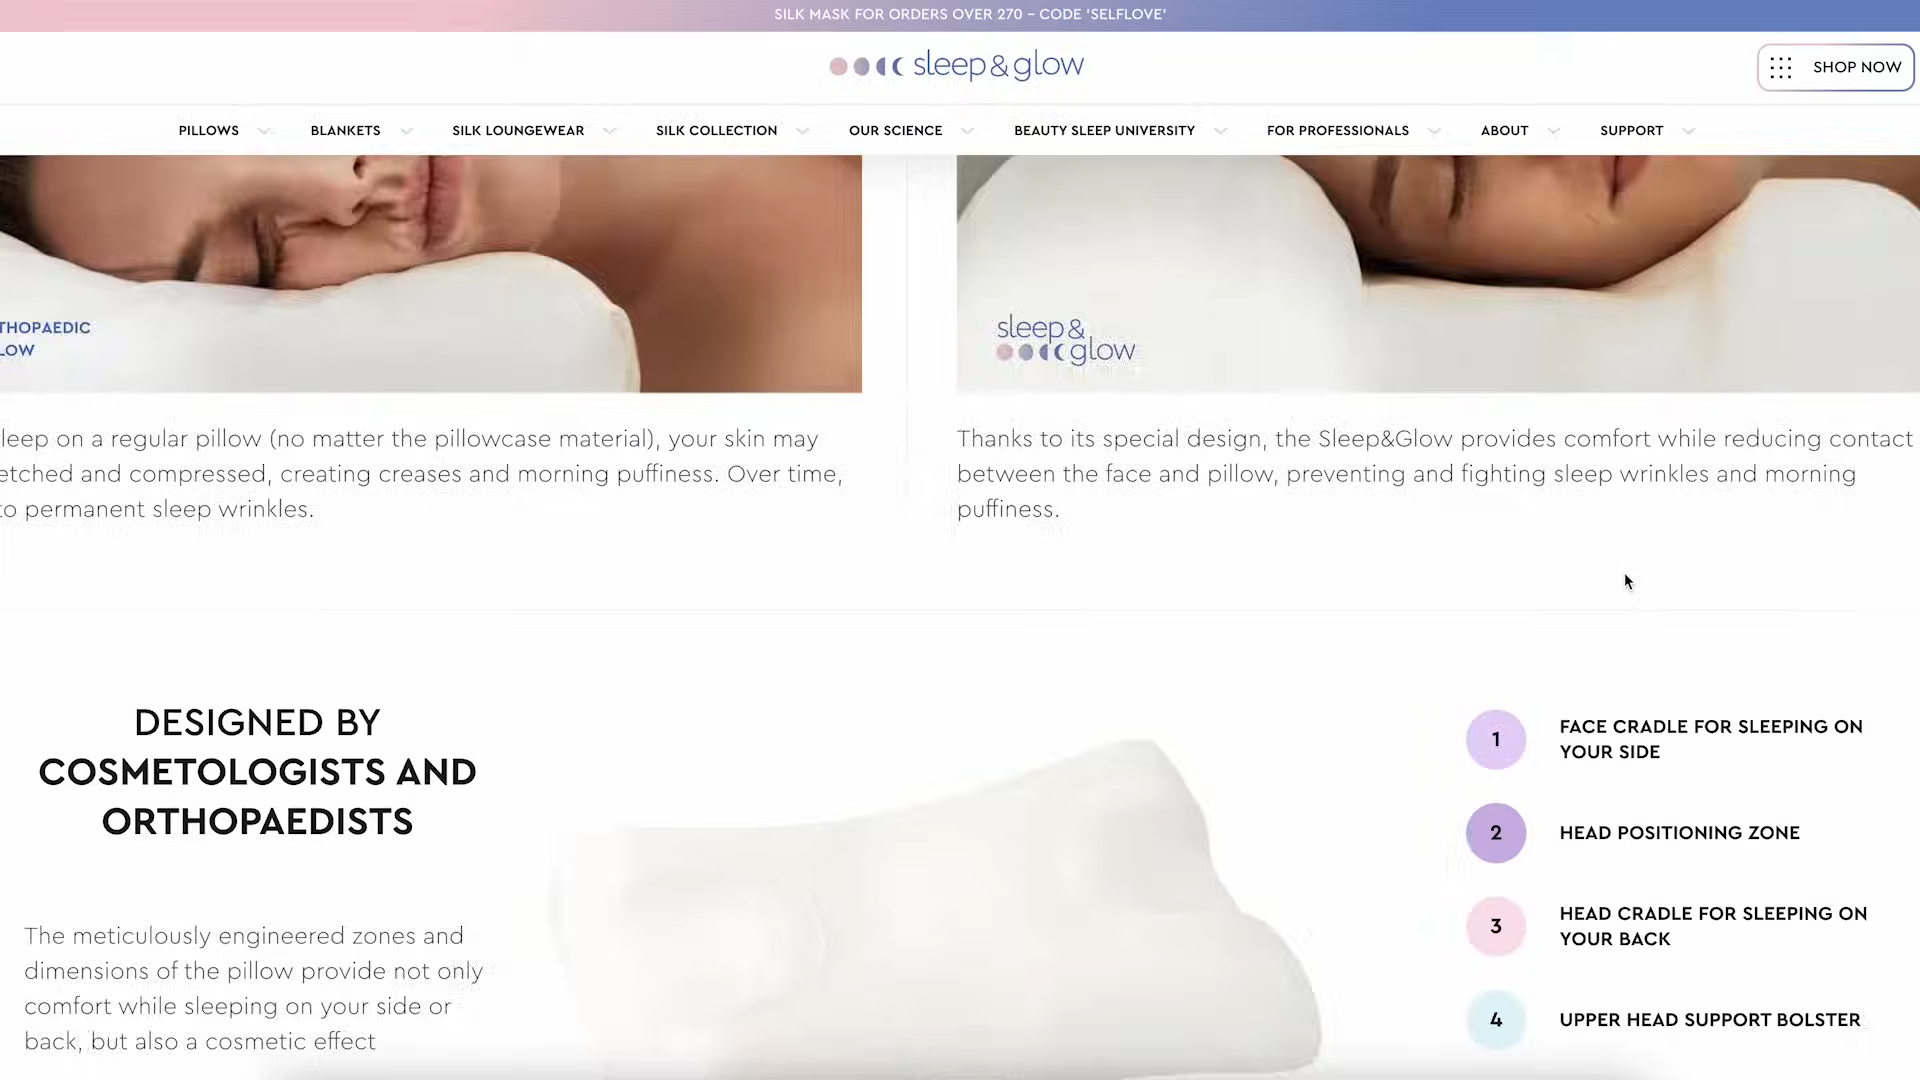 SILK MASK FOR ORDERS OVER 270 – CODE 'SELFLOVE'
sleep & glow
SHOP NOW
PILLOWS BLANKETS SILK LOUNGEWEAR SILK COLLECTION OUR SCIENCE BEAUTY SLEEP UNIVERSITY FOR PROFESSIONALS ABOUT SUPPORT
THOPAEDIC
LOW
sleep &
glow
leep on a regular pillow (no matter the pillowcase material), your skin may
etched and compressed, creating creases and morning puffiness. Over time,
to permanent sleep wrinkles.
Thanks to its special design, the Sleep&Glow provides comfort while reducing contact
between the face and pillow, preventing and fighting sleep wrinkles and morning
puffiness.
DESIGNED BY
COSMETOLOGISTS AND
ORTHOPAEDISTS
The meticulously engineered zones and
dimensions of the pillow provide not only
comfort while sleeping on your side or
back, but also a cosmetic effect
1 FACE CRADLE FOR SLEEPING ON
YOUR SIDE
2 HEAD POSITIONING ZONE
3 HEAD CRADLE FOR SLEEPING ON
YOUR BACK
4 UPPER HEAD SUPPORT BOLSTER